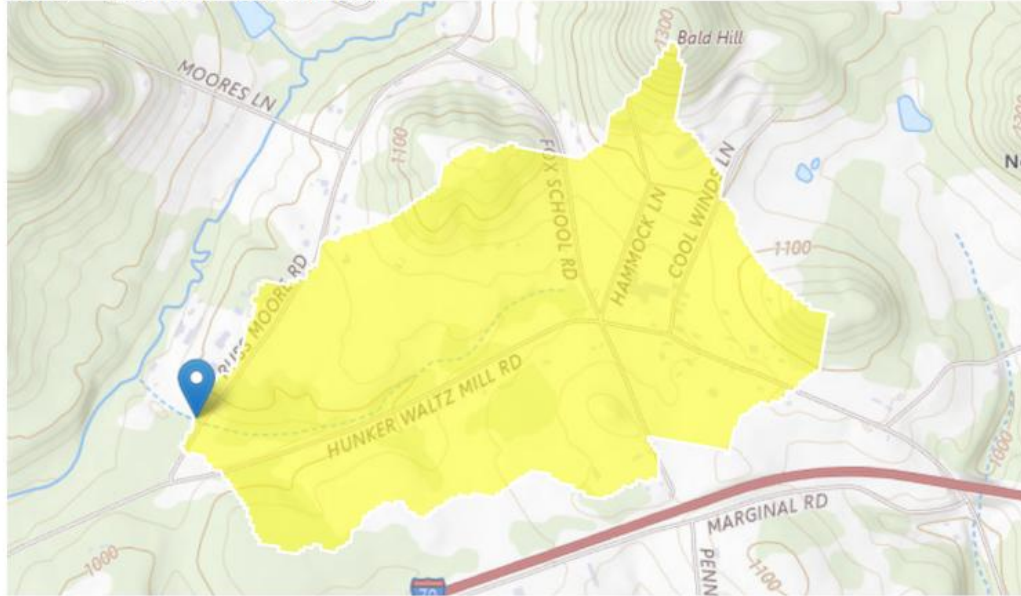 1300
Bald Hill
MOORES LN
1100
FOX SCHOOL RD
COOL WINDS LN
HAMMOCK LN
1100
RUSS MOORE RD
HUNKER WALTZ MILL RD
1000
1000
MARGINAL RD
PENN
1100
70